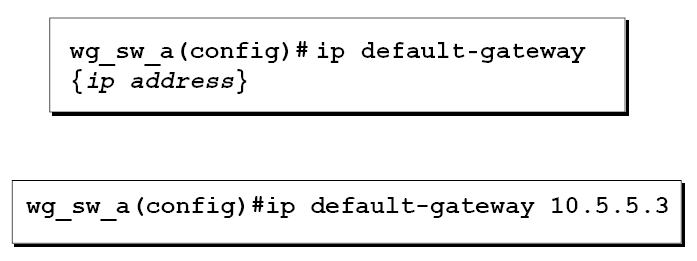 wg_sw_a(config)# ip default-gateway
{ip address}
wg_sw_a(config)#ip default-gateway 10.5.5.3